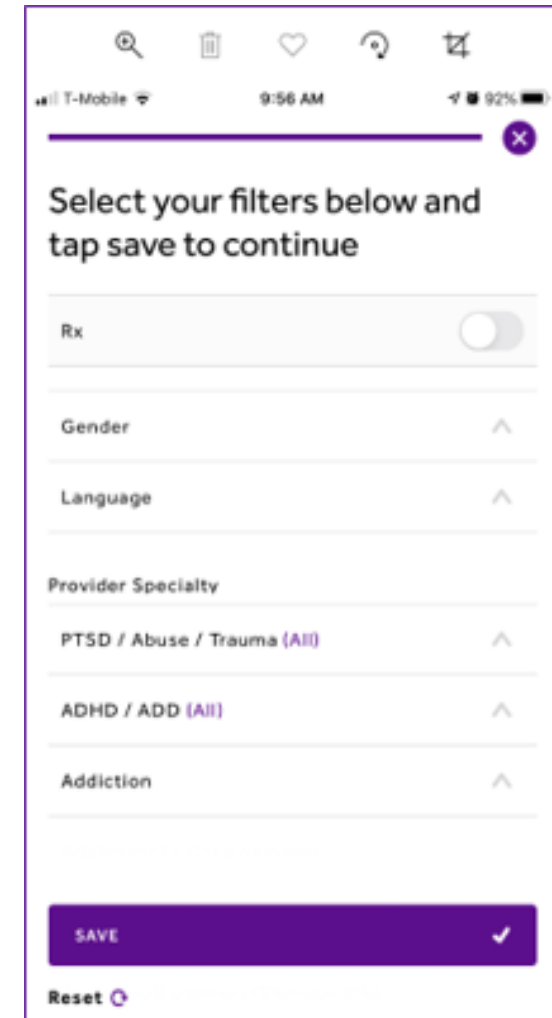 T-Mobile 9:56 AM 92%
Select your filters below and
tap save to continue
Rx
Gender
Language
Provider Specialty
PTSD / Abuse / Trauma (All)
ADHD / ADD (All)
Addiction
SAVE
Reset